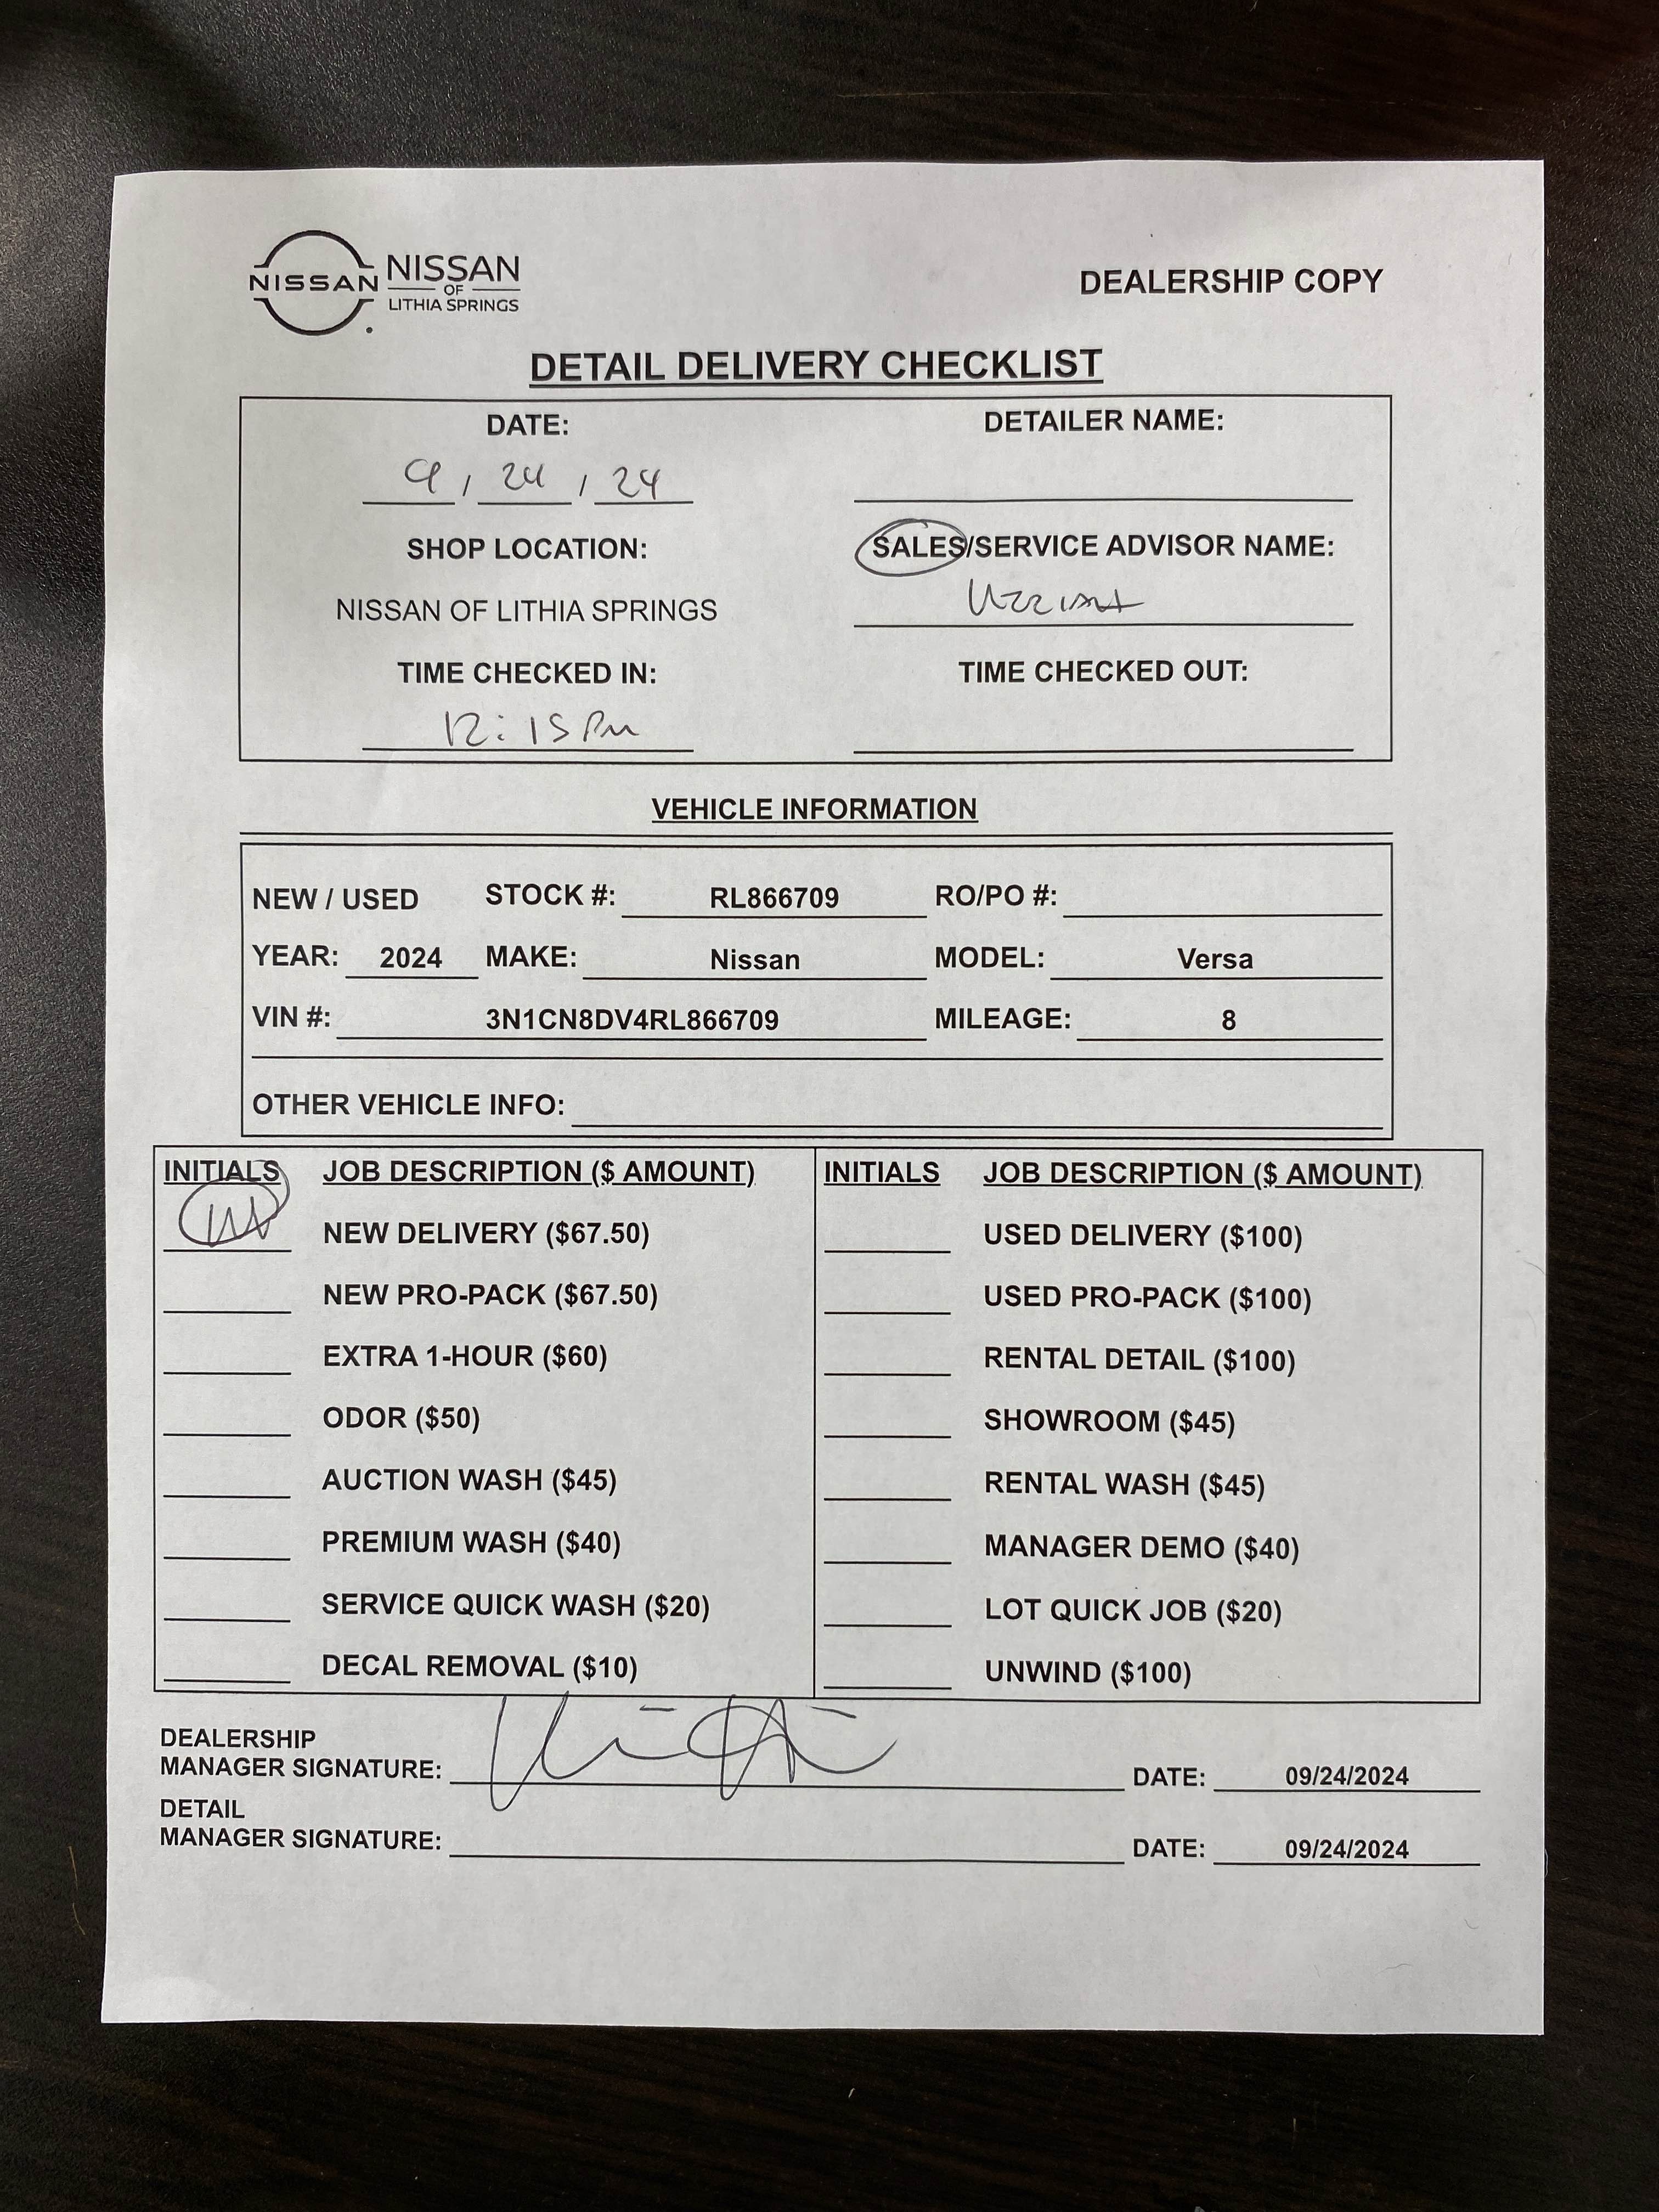 NISSAN NISSAN
OF
LITHIA SPRINGS
DEALERSHIP COPY
DETAIL DELIVERY CHECKLIST
DATE: DETAILER NAME:
9 / 24 / 24
SHOP LOCATION: SALES/SERVICE ADVISOR NAME:
NISSAN OF LITHIA SPRINGS Uzziah
TIME CHECKED IN: TIME CHECKED OUT:
12:15 Pm
VEHICLE INFORMATION
NEW / USED STOCK #: RL866709 RO/PO #:
YEAR: 2024 MAKE: Nissan MODEL: Versa
VIN #: 3N1CN8DV4RL866709 MILEAGE: 8
OTHER VEHICLE INFO:
INITIALS JOB DESCRIPTION ($ AMOUNT) INITIALS JOB DESCRIPTION ($ AMOUNT)
NEW DELIVERY ($67.50) USED DELIVERY ($100)
NEW PRO-PACK ($67.50) USED PRO-PACK ($100)
EXTRA 1-HOUR ($60) RENTAL DETAIL ($100)
ODOR ($50) SHOWROOM ($45)
AUCTION WASH ($45) RENTAL WASH ($45)
PREMIUM WASH ($40) MANAGER DEMO ($40)
SERVICE QUICK WASH ($20) LOT QUICK JOB ($20)
DECAL REMOVAL ($10) UNWIND ($100)
DEALERSHIP
MANAGER SIGNATURE: DATE: 09/24/2024
DETAIL
MANAGER SIGNATURE: DATE: 09/24/2024